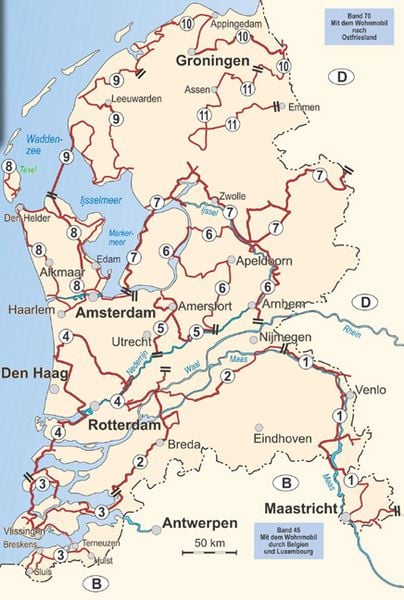 Appingedam
10
Band 70
Mit dem Wohnmobil
nach
Ostfriesland
Groningen
10
9
D
Assen
11
Leeuwarden
9
Emmen
11
11
Wadden-
zee
9
8
Texel
Ijsselmeer
Zwolle
7
7
7
Ijssel
Den Helder
Marker-
meer
6
8
8
6
Edam
7
Apeldoorn
Alkmaar
8
6
Haarlem
Amsterdam
Amersfort
Arnhem
D
4
Utrecht
5
5
Rhein
Nijmegen
Nederrijn
Waal
Maas
1
Den Haag
2
4
Venlo
Rotterdam
1
4
Breda
Eindhoven
2
3
B
Maas
1
3
Maastricht
Vlissingen
Antwerpen
Breskens
3
Terneuzen
Hulst
50 km
Band 45
Mit dem Wohnmobil
durch Belgien
und Luxembourg
Sluis
B